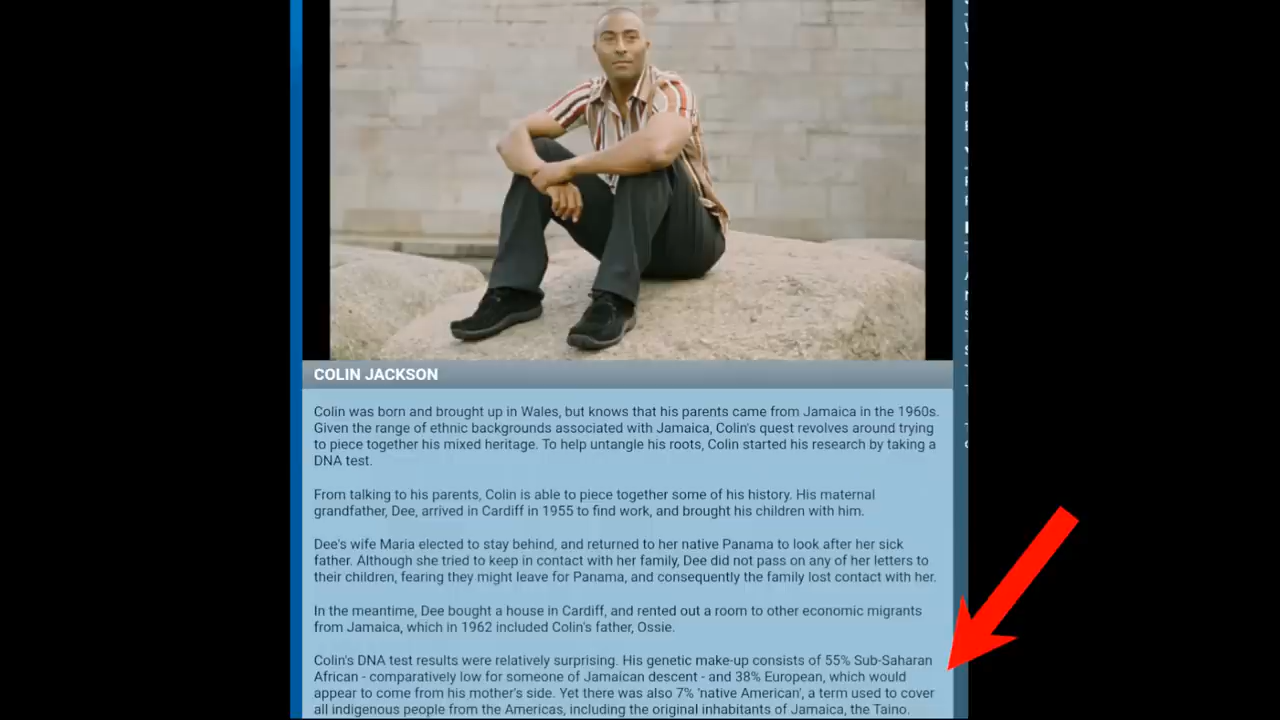 COLIN JACKSON
Colin was born and brought up in Wales, but knows that his parents came from Jamaica in the 1960s.
Given the range of ethnic backgrounds associated with Jamaica, Colin's quest revolves around trying
to piece together his mixed heritage. To help untangle his roots, Colin started his research by taking a
DNA test.
From talking to his parents, Colin is able to piece together some of his history. His maternal
grandfather, Dee, arrived in Cardiff in 1955 to find work, and brought his children with him.
Dee's wife Maria elected to stay behind, and returned to her native Panama to look after her sick
father. Although she tried to keep in contact with her family, Dee did not pass on any of her letters to
their children, fearing they might leave for Panama, and consequently the family lost contact with her.
In the meantime, Dee bought a house in Cardiff, and rented out a room to other economic migrants
from Jamaica, which in 1962 included Colin's father, Ossie.
Colin's DNA test results were relatively surprising. His genetic make-up consists of 55% Sub-Saharan
African - comparatively low for someone of Jamaican descent - and 38% European, which would
appear to come from his mother's side. Yet there was also 7% 'native American', a term used to cover
all indigenous people from the Americas, including the original inhabitants of Jamaica, the Taino.